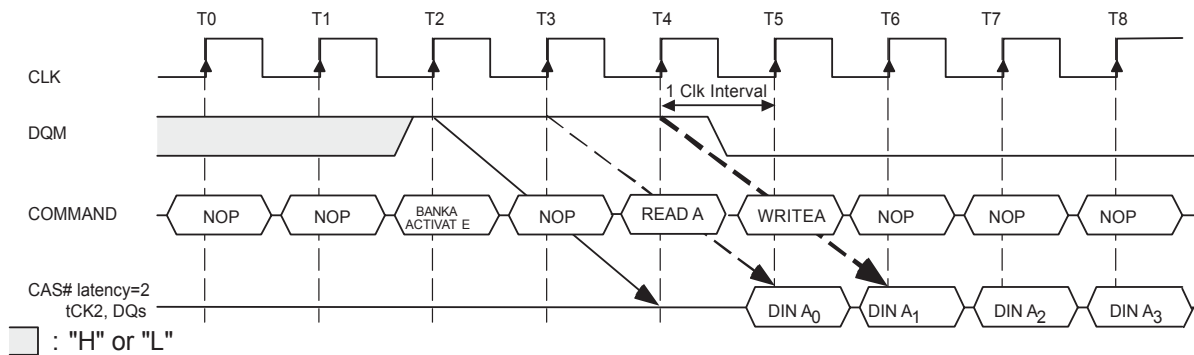 T0 T1 T2 T3 T4 T5 T6 T7 T8
CLK
1 Clk Interval
DQM
COMMAND NOP NOP BANKA ACTIVAT E NOP READ A WRITEA NOP NOP NOP
CAS# latency=2
tCK2, DQs DIN A0 DIN A1 DIN A2 DIN A3
: "H" or "L"